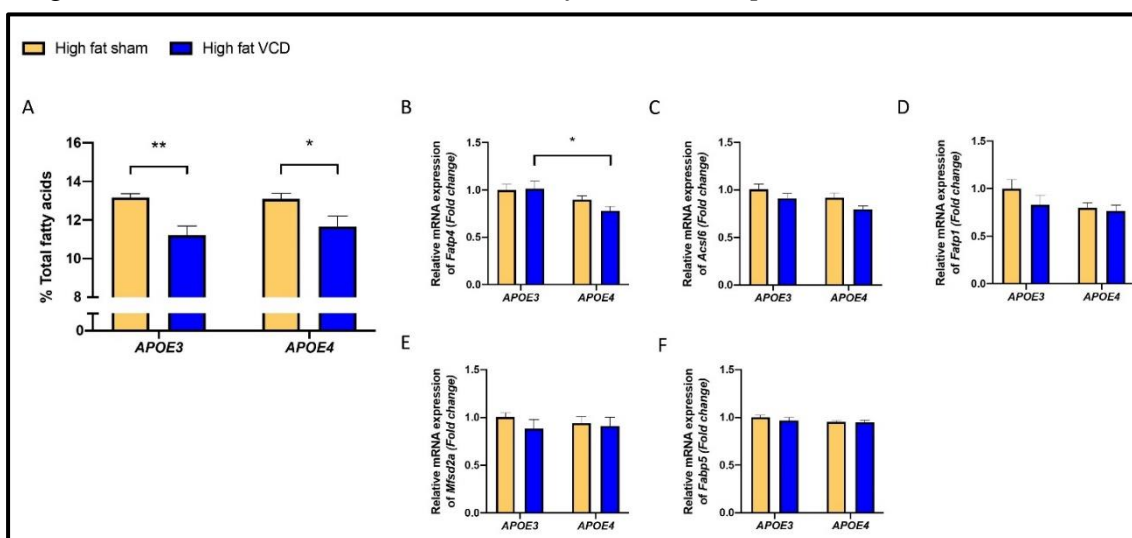 High fat sham
High fat VCD
A
% Total fatty acids
16
14
12
10
8
0
**
*
APOE3
APOE4
B
Relative mRNA expression
of Fatp4 (Fold change)
1.5
1.0
0.5
0.0
*
APOE3
APOE4
C
Relative mRNA expression
of Acsl6 (Fold change)
1.5
1.0
0.5
0.0
APOE3
APOE4
D
Relative mRNA expression
of Fatp1 (Fold change)
1.5
1.0
0.5
0.0
APOE3
APOE4
E
Relative mRNA expression
of Mfsd2a (Fold change)
1.5
1.0
0.5
0.0
APOE3
APOE4
F
Relative mRNA expression
of Fabp5 (Fold change)
1.5
1.0
0.5
0.0
APOE3
APOE4